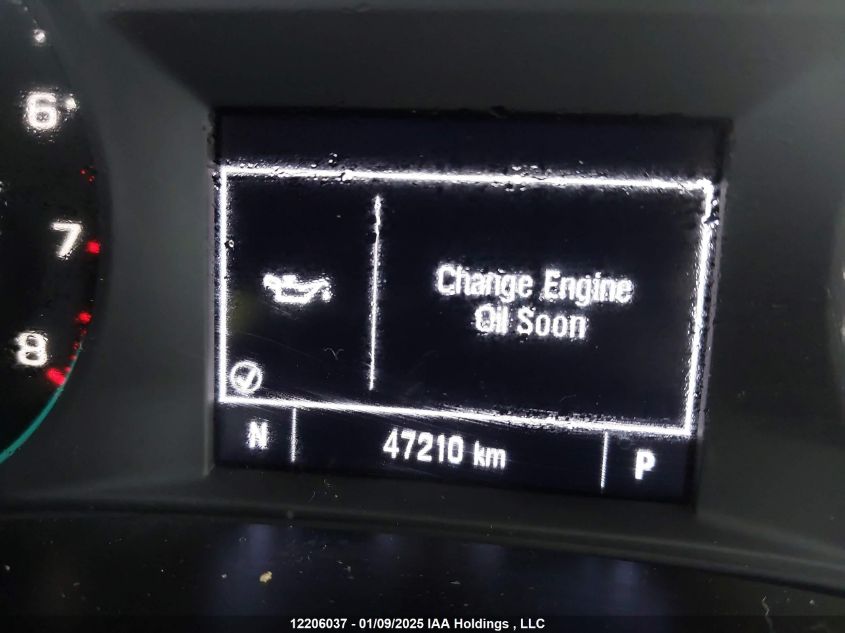 6
7
8
Change Engine
Oil Soon
N 47210 km P
12206037 - 01/09/2025 IAA Holdings , LLC